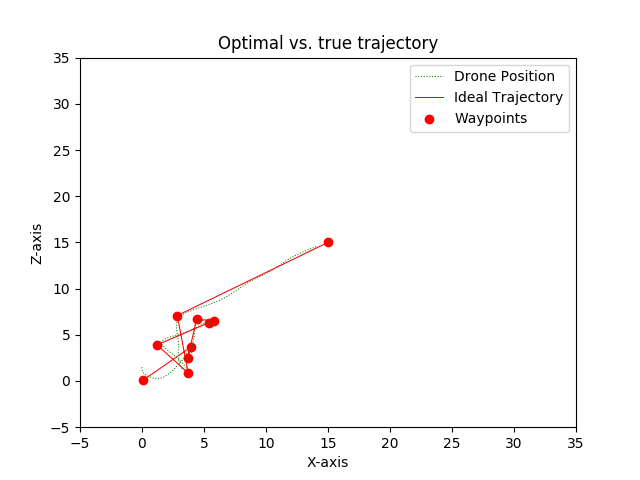 Optimal vs. true trajectory
Drone Position
Ideal Trajectory
Waypoints
35
30
25
20
15
10
5
0
−5
Z-axis
−5 0 5 10 15 20 25 30 35
X-axis